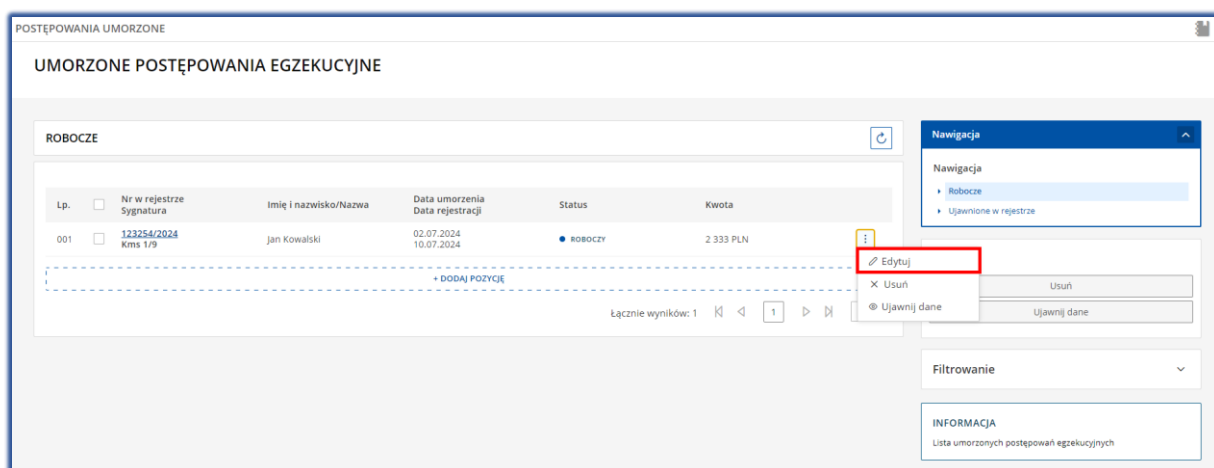 POSTĘPOWANIA UMORZONE
UMORZONE POSTĘPOWANIA EGZEKUCYJNE
ROBOCZE
Lp.
Nr w rejestrze
Sygnatura
Imię i nazwisko/Nazwa
Data umorzenia
Data rejestracji
Status
Kwota
001
123254/2024
Kms 1/9
Jan Kowalski
02.07.2024
10.07.2024
ROBOCZY
2 333 PLN
+ DODAJ POZYCJĘ
Łącznie wyników: 1
1
Edytuj
Usuń
Ujawnij dane
Nawigacja
Nawigacja
Robocze
Ujawnione w rejestrze
Usuń
Ujawnij dane
Filtrowanie
INFORMACJA
Lista umorzonych postępowań egzekucyjnych